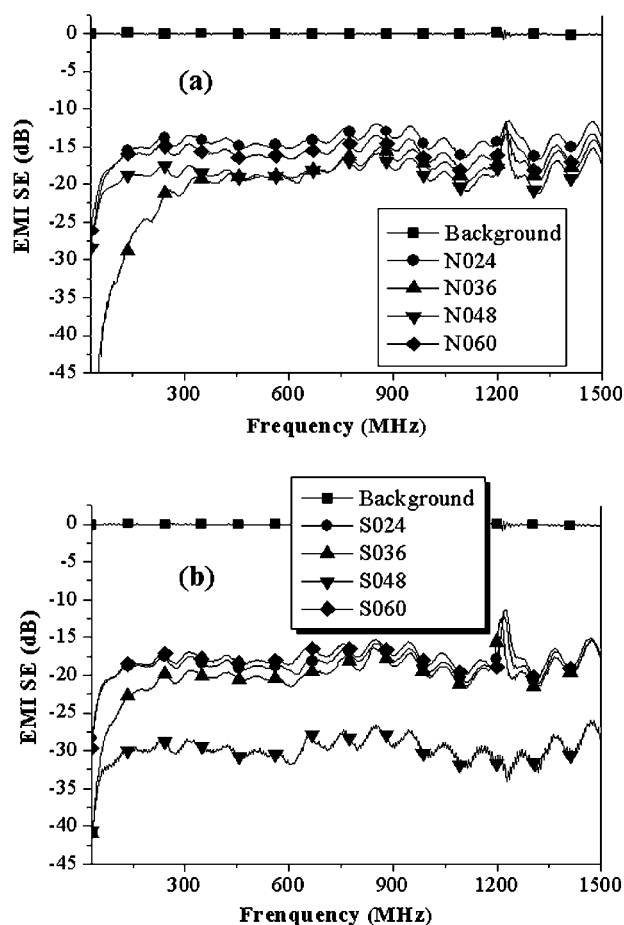 0
-5
-10
-15
-20
-25
-30
-35
-40
-45
EMI SE (dB)
(a)
Background
N024
N036
N048
N060
300 600 900 1200 1500
Frequency (MHz)
0
-5
-10
-15
-20
-25
-30
-35
-40
-45
EMI SE (dB)
(b)
Background
S024
S036
S048
S060
300 600 900 1200 1500
Frenquency (MHz)